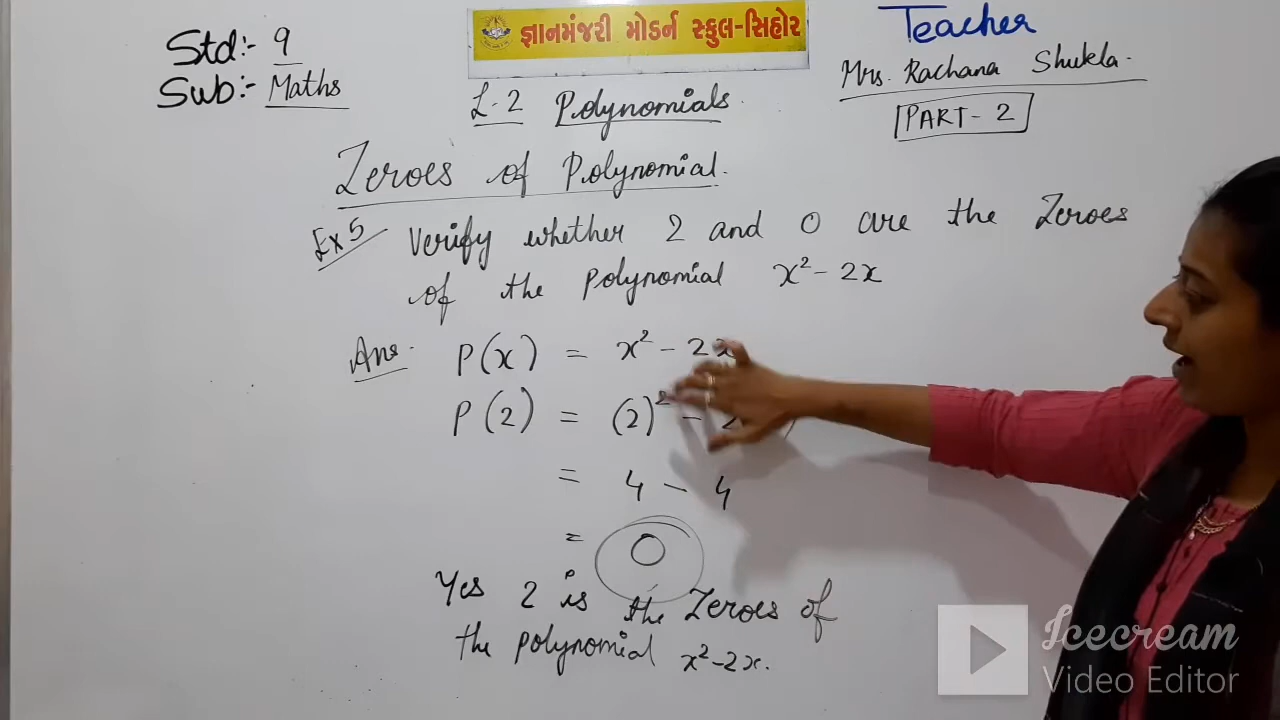 Std:- 9
Sub:- Maths
જ્ઞાનમંજરી મોડર્ન સ્કુલ-સિહોર
Teacher
Mrs. Rachana Shukla.
PART-2
L-2 Polynomials.
Zeroes of Polynomial.
Ex 5 Verify whether 2 and 0 are the Zeroes
of the polynomial x²-2x
Ans. P(x) = x²-2x
P(2) = (2)² - 2
= 4-4
= 0
Yes 2 is the Zeroes of
the polynomial x²-2x.
Icecream
Video Editor